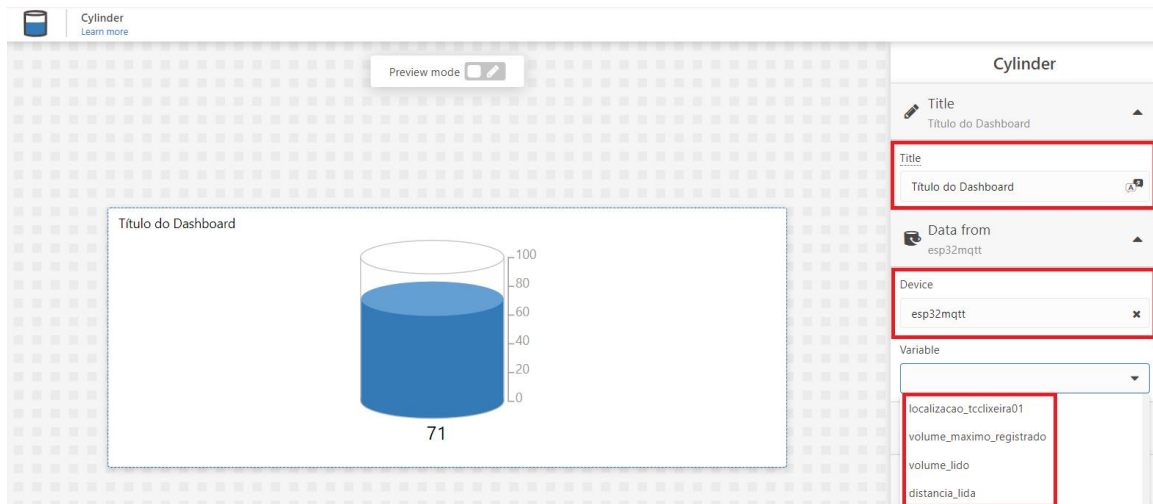 Cylinder
Learn more
Preview mode
Título do Dashboard
100
80
60
40
20
0
71
Cylinder
Title
Título do Dashboard
Title
Título do Dashboard
Data from
esp32mqtt
Device
esp32mqtt
Variable
localizacao_tcclixeira01
volume_maximo_registrado
volume_lido
distancia_lida